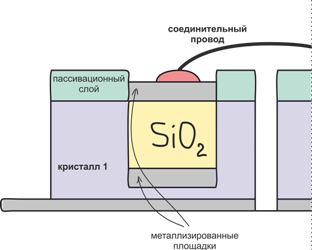 соединительный
провод
пассивационный
слой
SiO₂
кристалл 1
металлизированные
площадки